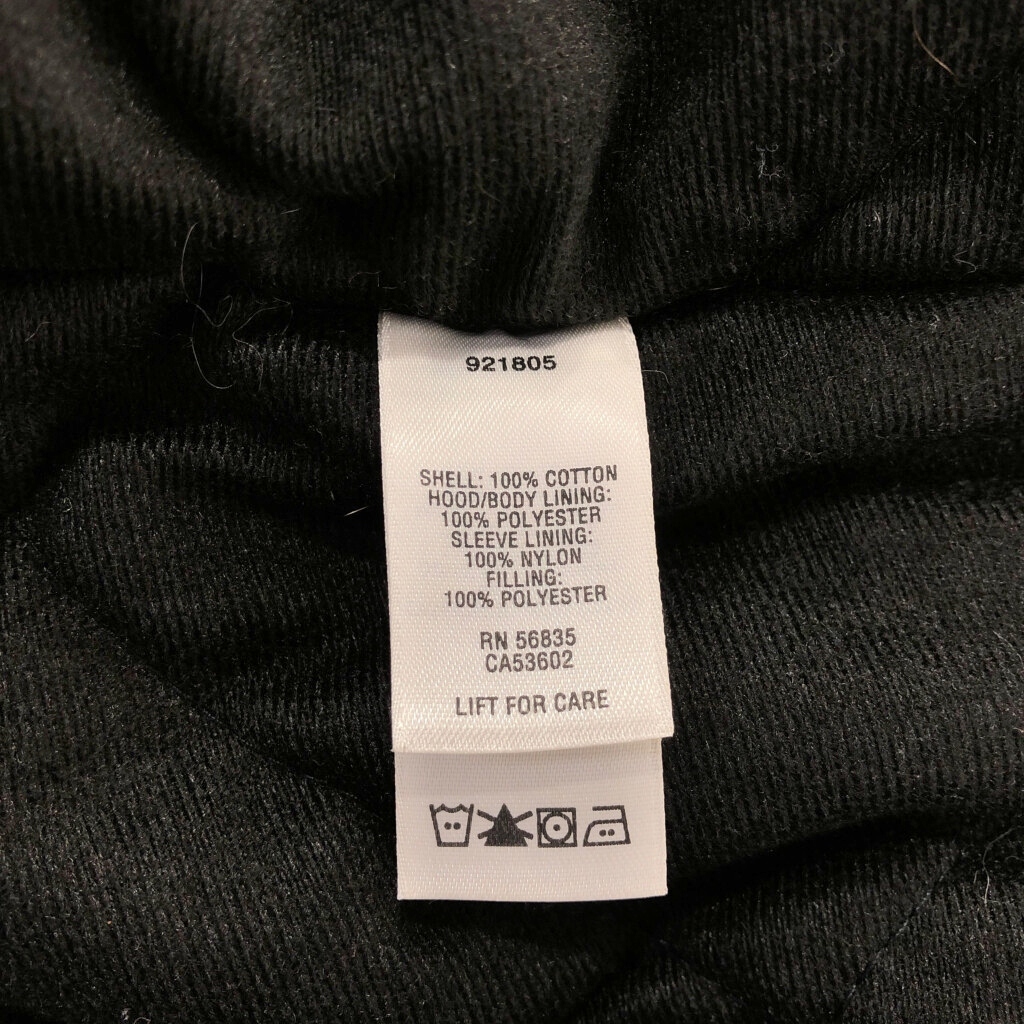 921805
SHELL: 100% COTTON
HOOD/BODY LINING:
100% POLYESTER
SLEEVE LINING:
100% NYLON
FILLING:
100% POLYESTER
RN 56835
CA53602
LIFT FOR CARE